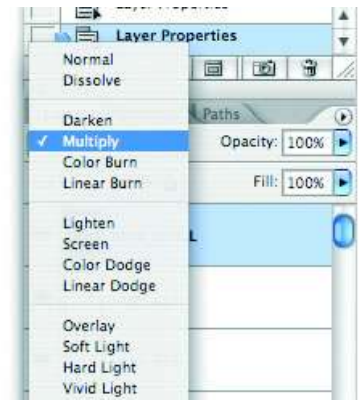 Layer Properties
Normal
Dissolve
Darken
Paths
✓ Multiply
Opacity: 100%
Color Burn
Linear Burn
Fill: 100%
Lighten
Screen
L
Color Dodge
Linear Dodge
Overlay
Soft Light
Hard Light
Vivid Light